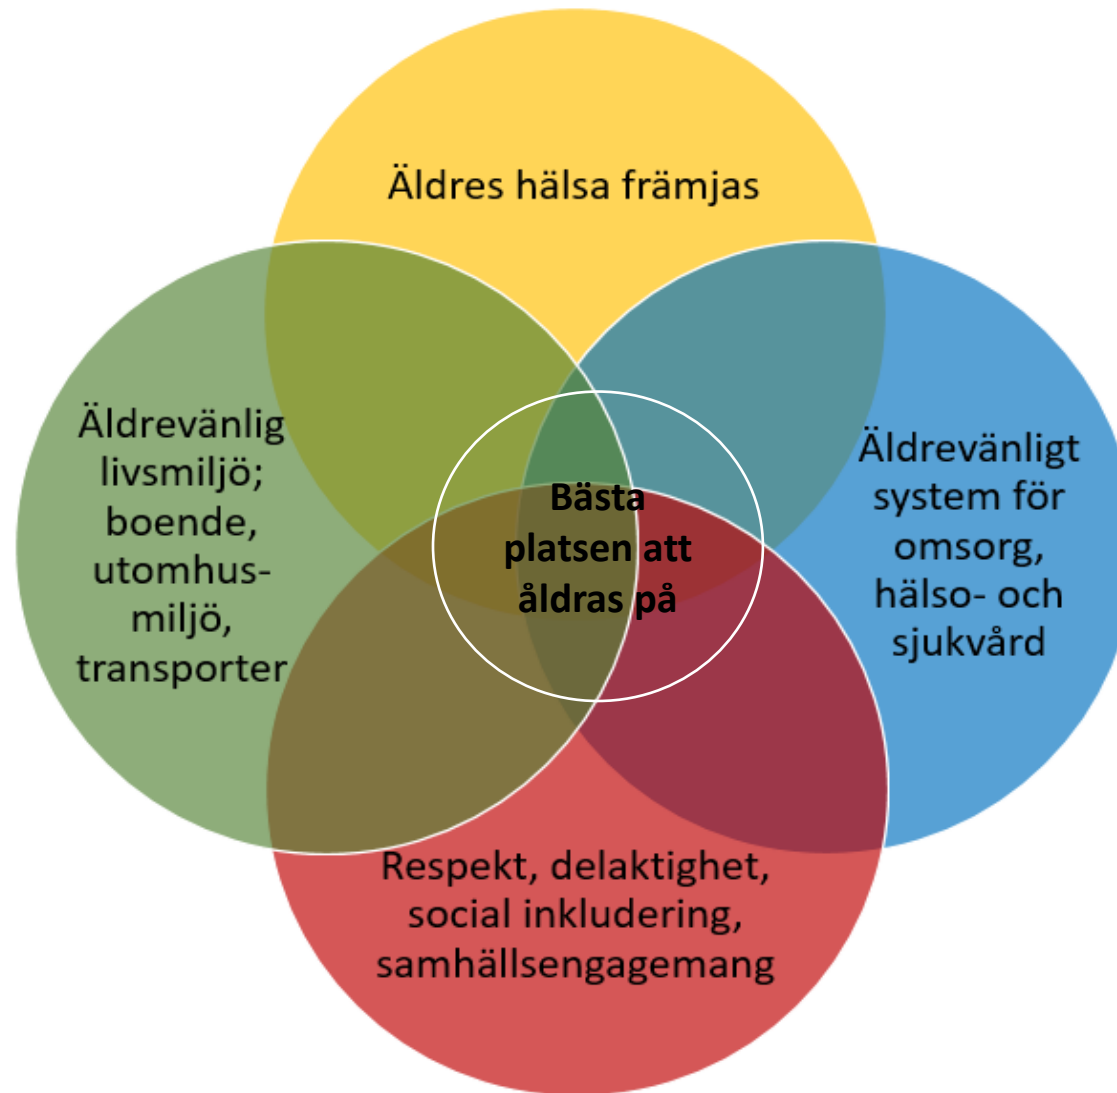 Äldres hälsa främjas
Äldrevänlig
livsmiljö;
boende,
utomhus-
miljö,
transporter
Bästa
platsen att
åldras på
Äldrevänligt
system för
omsorg,
hälso- och
sjukvård
Respekt, delaktighet,
social inkludering,
samhällsengagemang